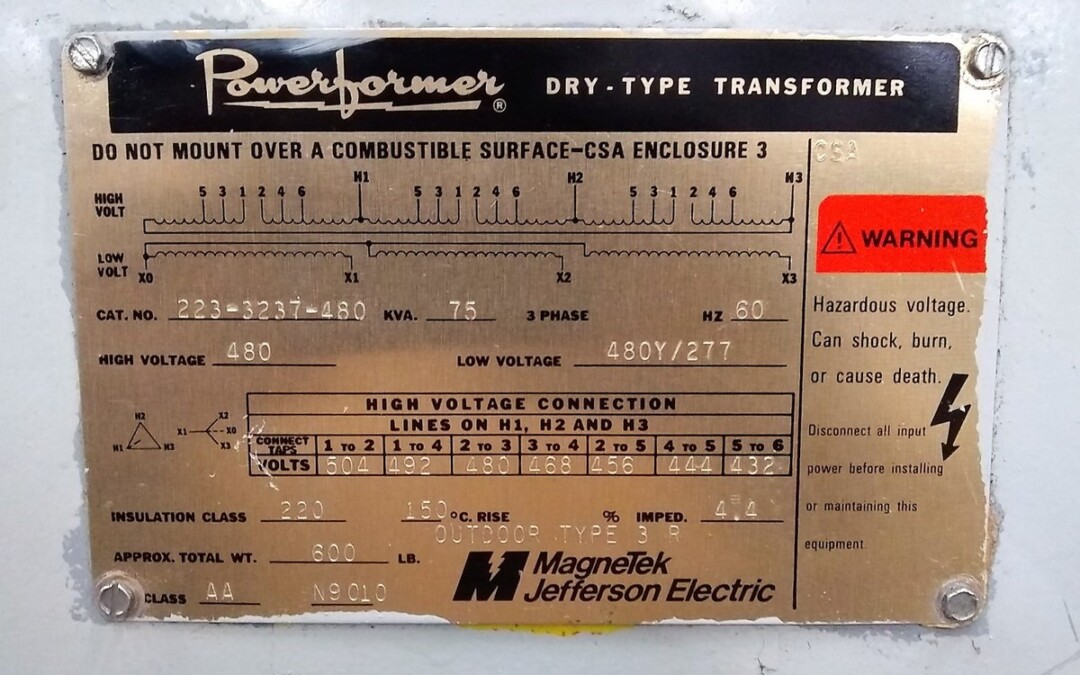 Powerformer® DRY-TYPE TRANSFORMER
DO NOT MOUNT OVER A COMBUSTIBLE SURFACE-CSA ENCLOSURE 3
CSA
H1 H2 H3
HIGH VOLT 5 3 1 2 4 6 5 3 1 2 4 6 5 3 1 2 4 6
LOW VOLT
X0 X1 X2 X3
WARNING
CAT. NO. 223-3237-480 KVA. 75 3 PHASE HZ 60
HIGH VOLTAGE 480 LOW VOLTAGE 480Y/277
Hazardous voltage.
Can shock, burn,
or cause death.
Disconnect all input
power before installing
or maintaining this
equipment.
H2
H1 H3
X2
X1 X0
X3
HIGH VOLTAGE CONNECTION
LINES ON H1, H2 AND H3
CONNECT TAPS 1 TO 2 1 TO 4 2 TO 3 3 TO 4 2 TO 5 4 TO 5 5 TO 6
VOLTS 504 492 480 468 456 444 432
INSULATION CLASS 220 150 °C. RISE % IMPED. 4.4
OUTDOOR TYPE 3 R
APPROX. TOTAL WT. 600 LB.
CLASS AA N9010
MagneTek
Jefferson Electric